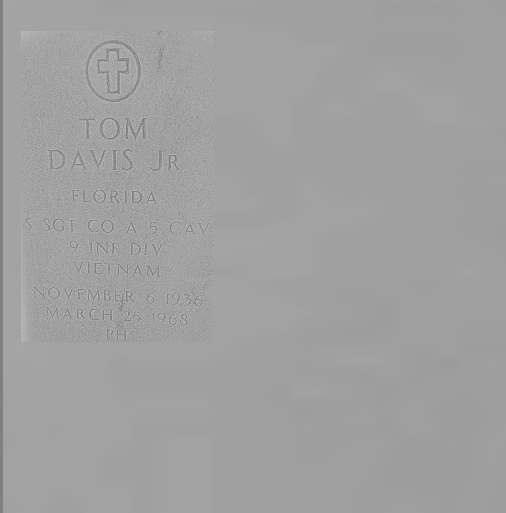 TOM
DAVIS JR
FLORIDA
S SGT CO A 5 CAV
9 INF DIV
VIETNAM
NOVEMBER 6 1936
MARCH 25 1968
PH